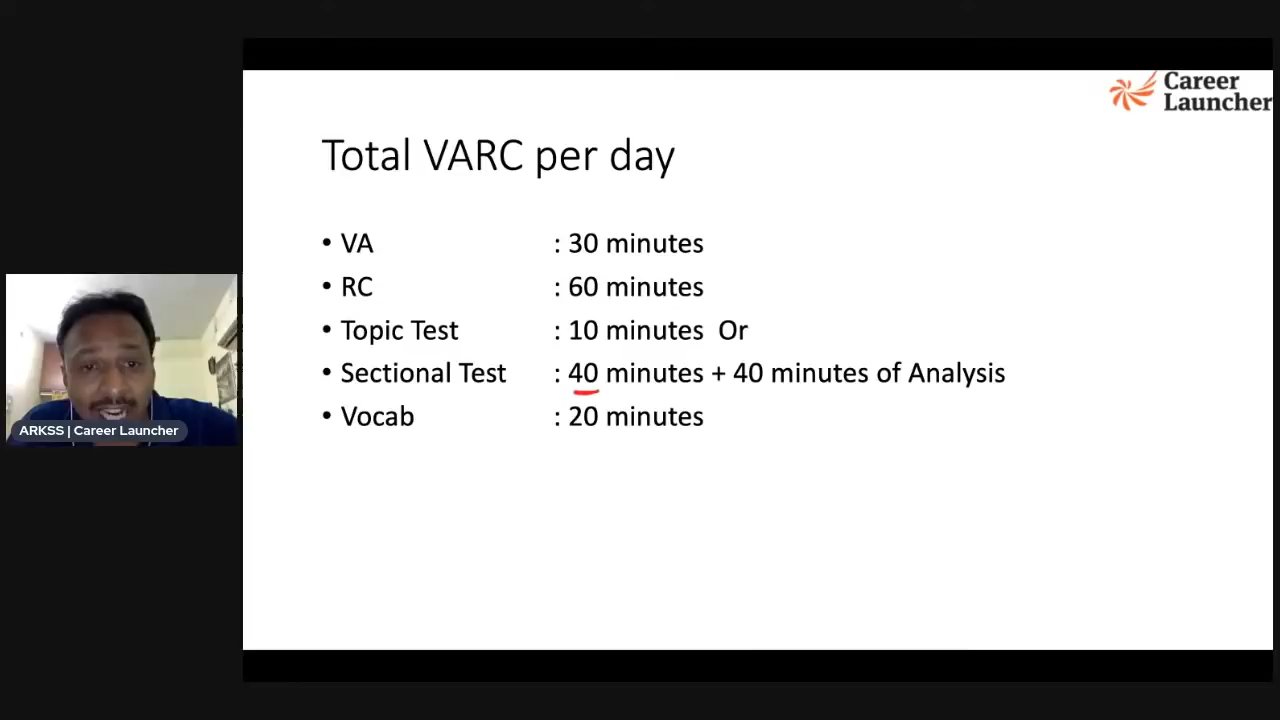 Career
Launcher
Total VARC per day
• VA : 30 minutes
• RC : 60 minutes
• Topic Test : 10 minutes Or
• Sectional Test : 40 minutes + 40 minutes of Analysis
• Vocab : 20 minutes
ARKSS | Career Launcher